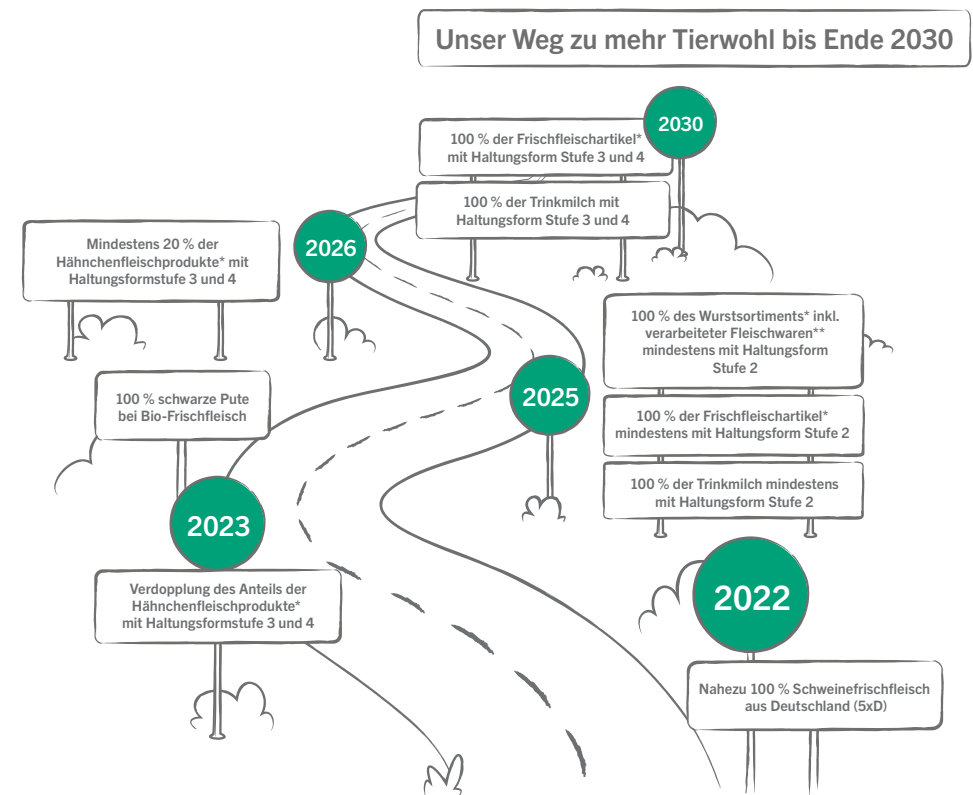 Unser Weg zu mehr Tierwohl bis Ende 2030
2030
100 % der Frischfleischartikel*
mit Haltungsform Stufe 3 und 4
100 % der Trinkmilch mit
Haltungsform Stufe 3 und 4
2026
Mindestens 20 % der
Hähnchenfleischprodukte* mit
Haltungsformstufe 3 und 4
100 % des Wurstsortiments* inkl.
verarbeiteter Fleischwaren**
mindestens mit Haltungsform
Stufe 2
2025
100 % der Frischfleischartikel*
mindestens mit Haltungsform Stufe 2
100 % der Trinkmilch mindestens
mit Haltungsform Stufe 2
100 % schwarze Pute
bei Bio-Frischfleisch
2023
Verdopplung des Anteils der
Hähnchenfleischprodukte*
mit Haltungsformstufe 3 und 4
2022
Nahezu 100 % Schweinefrischfleisch
aus Deutschland (5xD)